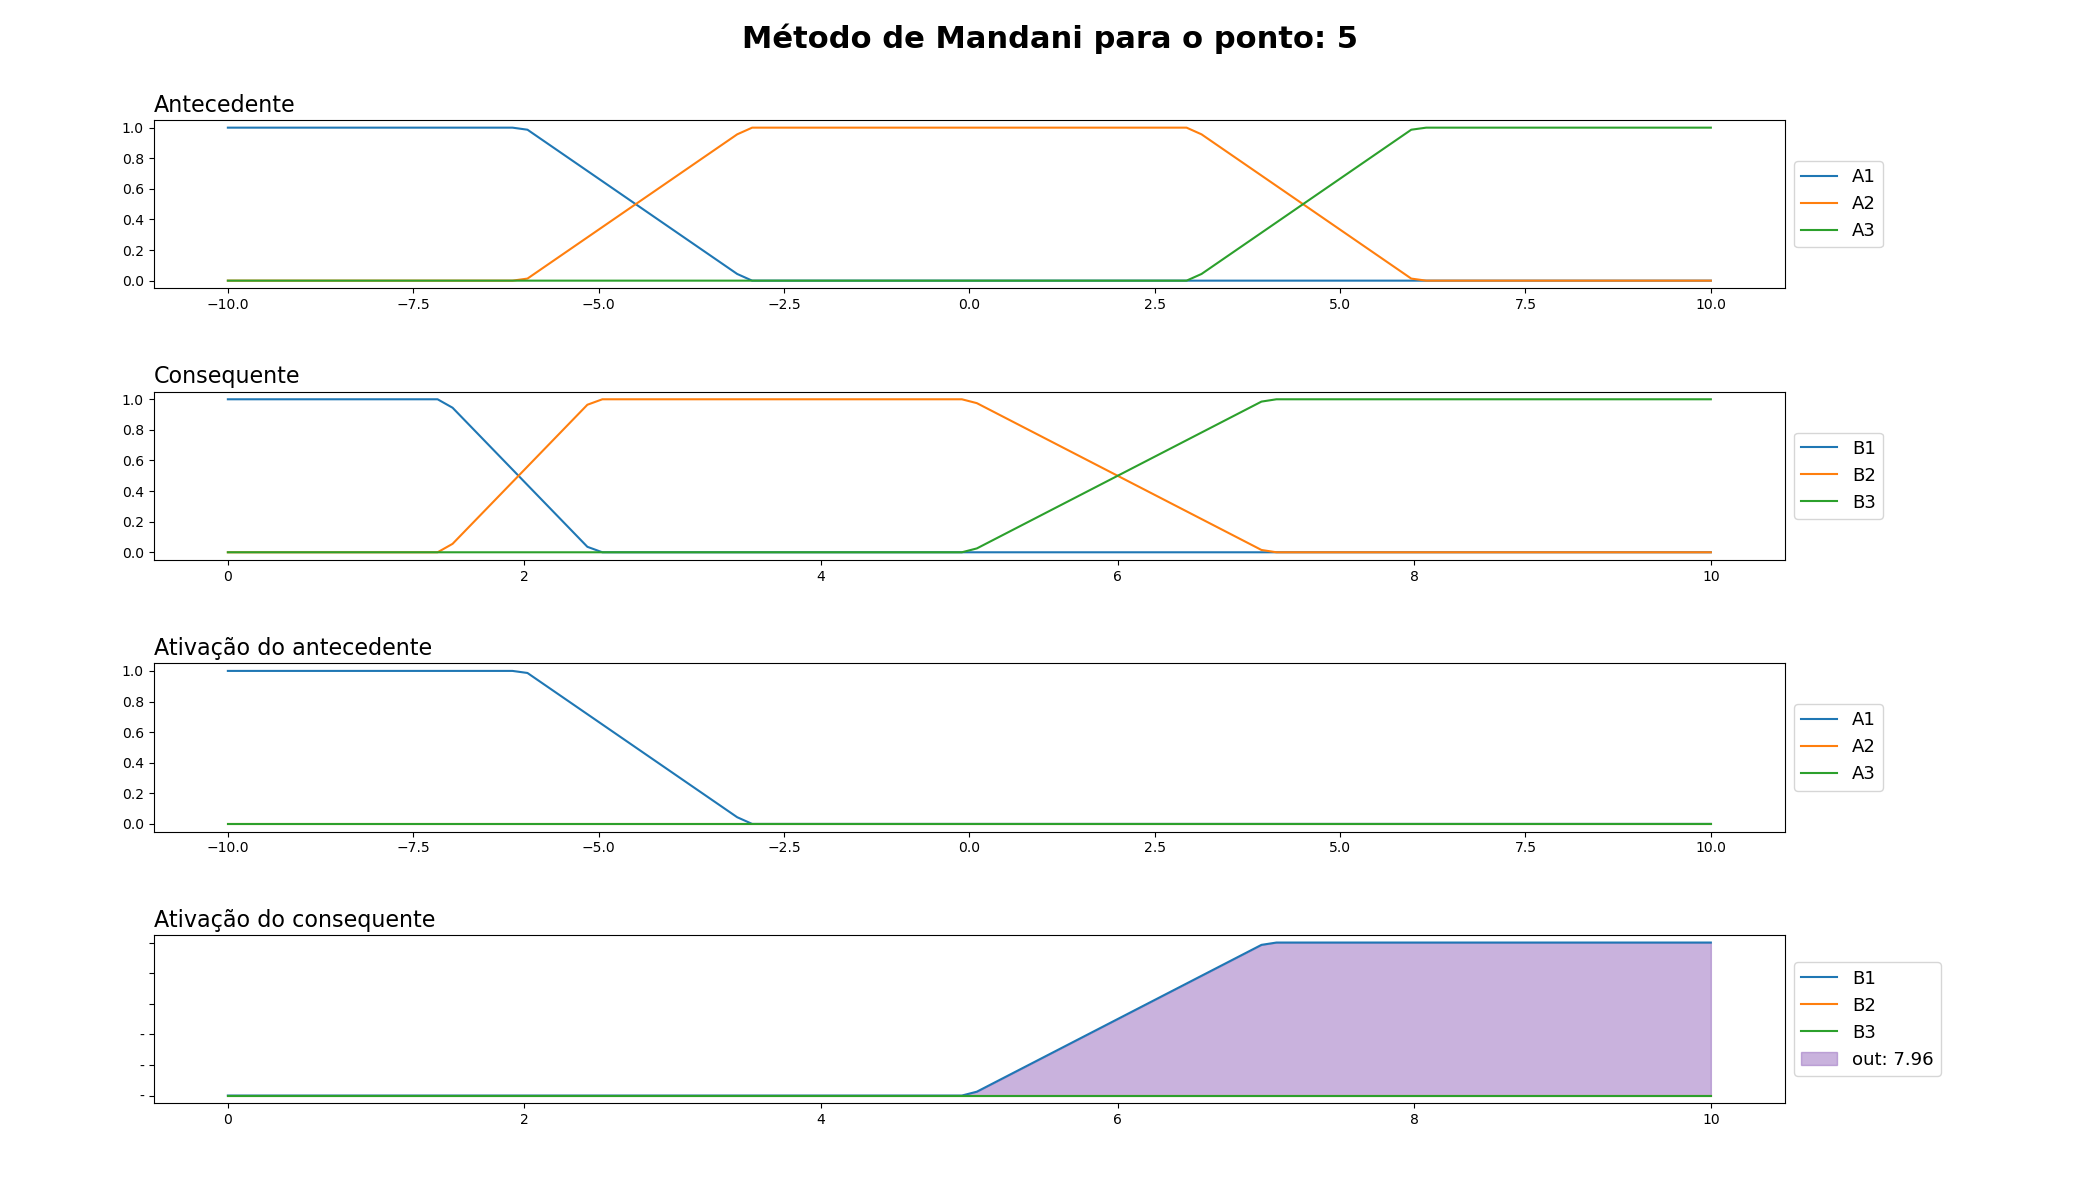 Método de Mandani para o ponto: 5
Antecedente
1.0
0.8
0.6
0.4
0.2
0.0
−10.0 −7.5 −5.0 −2.5 0.0 2.5 5.0 7.5 10.0
A1
A2
A3
Consequente
1.0
0.8
0.6
0.4
0.2
0.0
0 2 4 6 8 10
B1
B2
B3
Ativação do antecedente
1.0
0.8
0.6
0.4
0.2
0.0
−10.0 −7.5 −5.0 −2.5 0.0 2.5 5.0 7.5 10.0
A1
A2
A3
Ativação do consequente
-
-
-
0 2 4 6 8 10
B1
B2
B3
out: 7.96